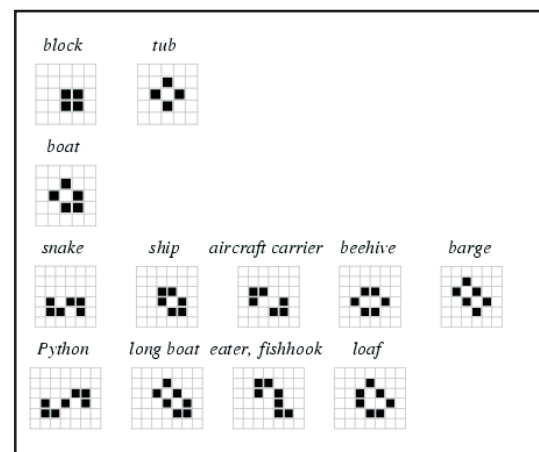 block tub
boat
snake ship aircraft carrier beehive barge
Python long boat eater, fishhook loaf